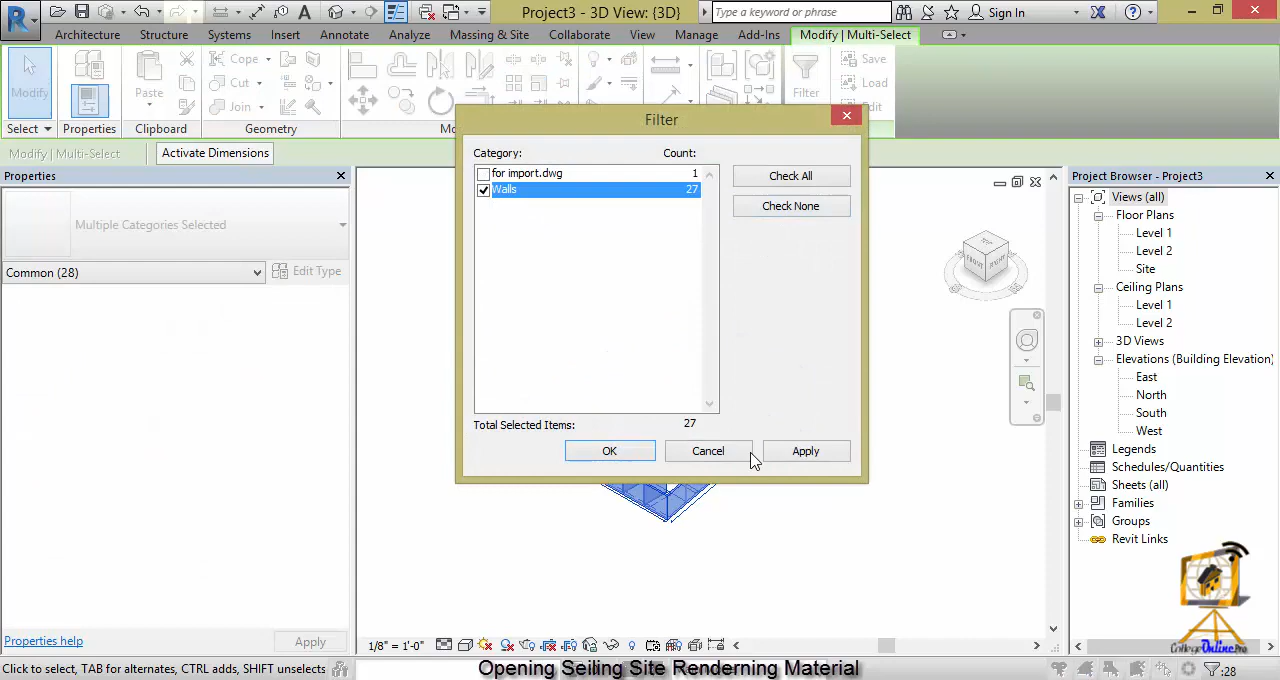 Project3 - 3D View: {3D}
Type a keyword or phrase
Sign In
Architecture Structure Systems Insert Annotate Analyze Massing & Site Collaborate View Manage Add-Ins Modify | Multi-Select
Modify
Paste
Cope
Cut
Join
Filter
Save
Load
Edit
Select Properties Clipboard Geometry
Modify | Multi-Select Activate Dimensions
Properties
Multiple Categories Selected
Common (28)
Edit Type
Properties help
Apply
Filter
Category: Count:
for import.dwg 1
Walls 27
Check All
Check None
Total Selected Items: 27
OK Cancel Apply
TOP
FRONT
RIGHT
Project Browser - Project3
Views (all)
Floor Plans
Level 1
Level 2
Site
Ceiling Plans
Level 1
Level 2
3D Views
Elevations (Building Elevation)
East
North
South
West
Legends
Schedules/Quantities
Sheets (all)
Families
Groups
Revit Links
CollegeOnline.Pro
1/8" = 1'-0"
Click to select, TAB for alternates, CTRL adds, SHIFT unselects
Opening Seiling Site Rendernimg Material
:28